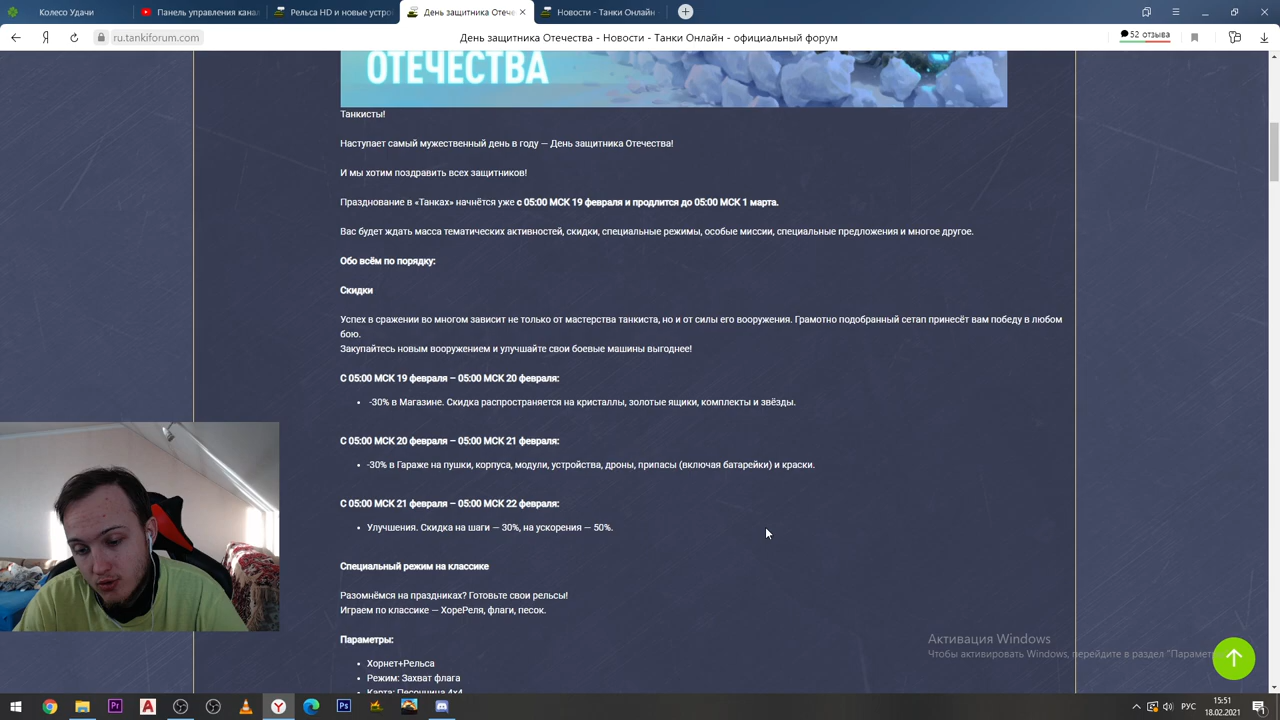 Колесо Удачи
Панель управления кана
Рельса HD и новые устро
День защитника Отече
Новости - Танки Онлайн
ru.tankiforum.com
День защитника Отечества - Новости - Танки Онлайн - официальный форум
52 отзыва
ОТЕЧЕСТВА
Танкисты!
Наступает самый мужественный день в году — День защитника Отечества!
И мы хотим поздравить всех защитников!
Празднование в «Танках» начнётся уже с 05:00 МСК 19 февраля и продлится до 05:00 МСК 1 марта.
Вас будет ждать масса тематических активностей, скидки, специальные режимы, особые миссии, специальные предложения и многое другое.
Обо всём по порядку:
Скидки
Успех в сражении во многом зависит не только от мастерства танкиста, но и от силы его вооружения. Грамотно подобранный сетап принесёт вам победу в любом
бою.
Закупайтесь новым вооружением и улучшайте свои боевые машины выгоднее!
С 05:00 МСК 19 февраля – 05:00 МСК 20 февраля:
• -30% в Магазине. Скидка распространяется на кристаллы, золотые ящики, комплекты и звёзды.
С 05:00 МСК 20 февраля – 05:00 МСК 21 февраля:
• -30% в Гараже на пушки, корпуса, модули, устройства, дроны, припасы (включая батарейки) и краски.
С 05:00 МСК 21 февраля – 05:00 МСК 22 февраля:
• Улучшения. Скидка на шаги — 30%, на ускорения — 50%.
Специальный режим на классике
Разомнёмся на праздниках? Готовьте свои рельсы!
Играем по классике — ХореРеля, флаги, песок.
Параметры:
• Хорнет+Рельса
• Режим: Захват флага
• Карта: Песочница 4х4
Активация Windows
Чтобы активировать Windows, перейдите в раздел "Парамет
РУС
15:51
18.02.2021
1